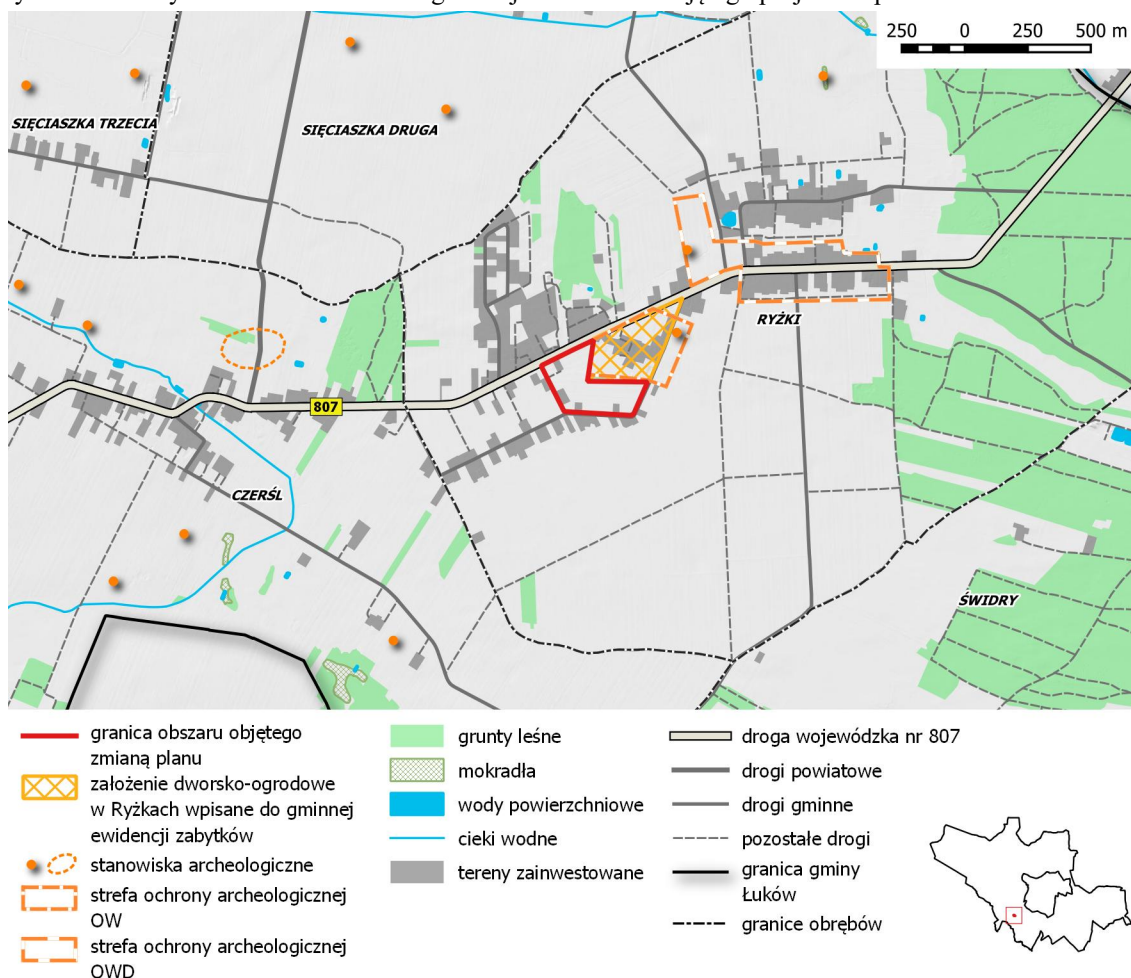 250 0 250 500 m
SIĘCIASZKA TRZECIA
SIĘCIASZKA DRUGA
RYŻKI
807
CZERŚL
ŚWIDRY
granica obszaru objętego
zmianą planu
założenie dworsko-ogrodowe
w Ryżkach wpisane do gminnej
ewidencji zabytków
stanowiska archeologiczne
strefa ochrony archeologicznej
OW
strefa ochrony archeologicznej
OWD
grunty leśne
mokradła
wody powierzchniowe
cieki wodne
tereny zainwestowane
droga wojewódzka nr 807
drogi powiatowe
drogi gminne
pozostałe drogi
granica gminy
Łuków
granice obrębów